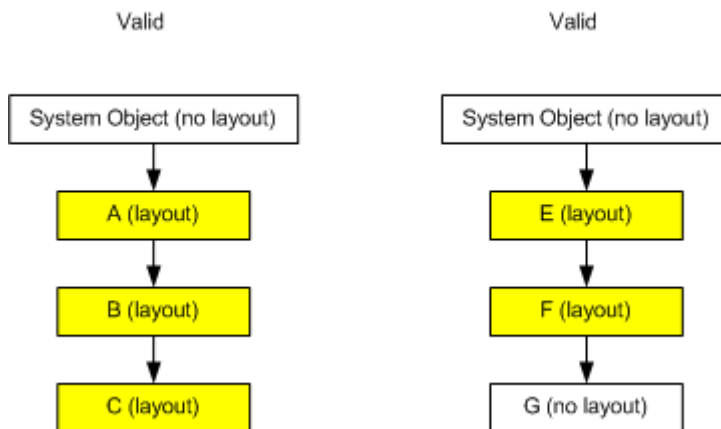 Valid
System Object (no layout)
A (layout)
B (layout)
C (layout)
Valid
System Object (no layout)
E (layout)
F (layout)
G (no layout)